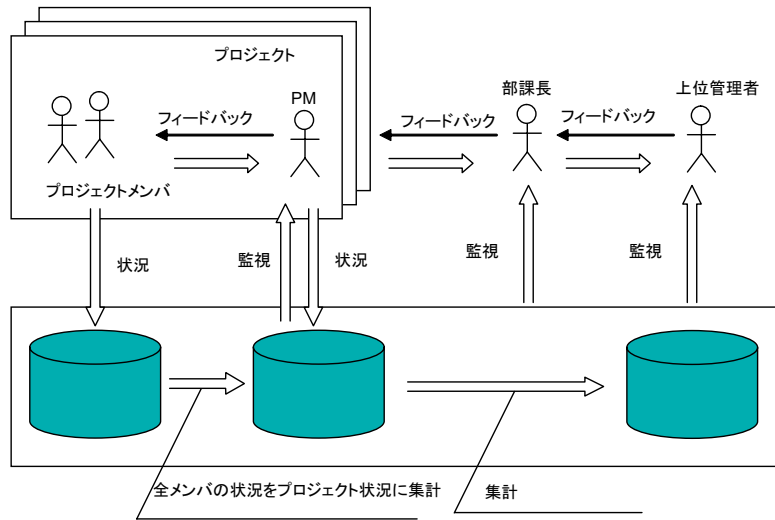 プロジェクト
PM
部課長
上位管理者
フィードバック
フィードバック
フィードバック
プロジェクトメンバ
状況
監視
状況
監視
監視
全メンバの状況をプロジェクト状況に集計
集計